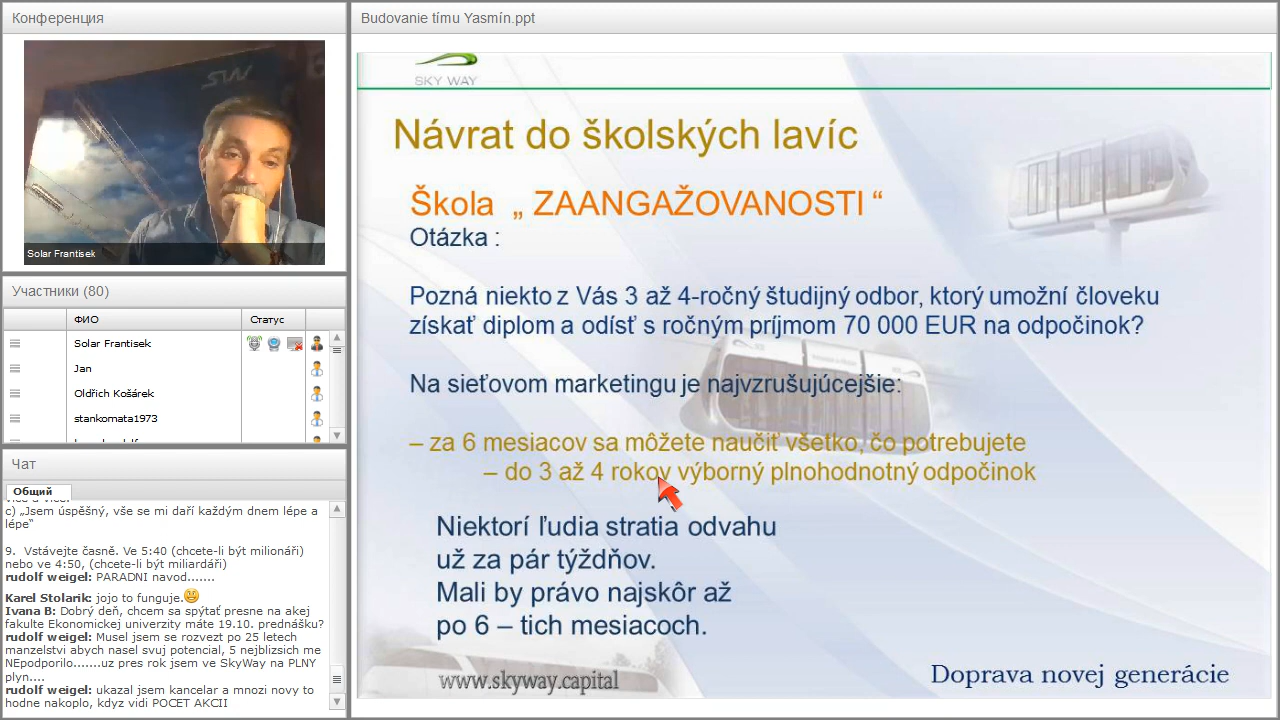 Конференция
SW
Solar Frantisek
Участники (80)
ФИО
Статус
Solar Frantisek
Jan
Oldřich Košárek
stankomata1973
Чат
Общий
c) „Jsem úspěšný, vše se mi daří každým dnem lépe a
lépe“
9. Vstávejte časně. Ve 5:40 (chcete-li být milionáři)
nebo ve 4:50, (chcete-li být miliardáři)
rudolf weigel: PARADNI navod.......
Karel Stolarik: jojo to funguje.
Ivana B: Dobrý deň, chcem sa spýtať presne na akej
fakulte Ekonomickej univerzity máte 19.10. prednášku?
rudolf weigel: Musel jsem se rozvezt po 25 letech
manzelstvi abych nasel svuj potencial, 5 nejblizsich me
NEpodporilo.......uz pres rok jsem ve SkyWay na PLNY
plyn....
rudolf weigel: ukazal jsem kancelar a mnozi novy to
hodne nakoplo, kdyz vidi POCET AKCII
Budovanie tímu Yasmín.ppt
SKY WAY
Návrat do školských lavíc
Škola „ ZAANGAŽOVANOSTI “
Otázka :
Pozná niekto z Vás 3 až 4-ročný študijný odbor, ktorý umožní človeku
získať diplom a odísť s ročným príjmom 70 000 EUR na odpočinok?
Na sieťovom marketingu je najvzrušujúcejšie:
– za 6 mesiacov sa môžete naučiť všetko, čo potrebujete
– do 3 až 4 rokov výborný plnohodnotný odpočinok
Niektorí ľudia stratia odvahu
už za pár týždňov.
Mali by právo najskôr až
po 6 – tich mesiacoch.
www.skyway.capital
Doprava novej generácie